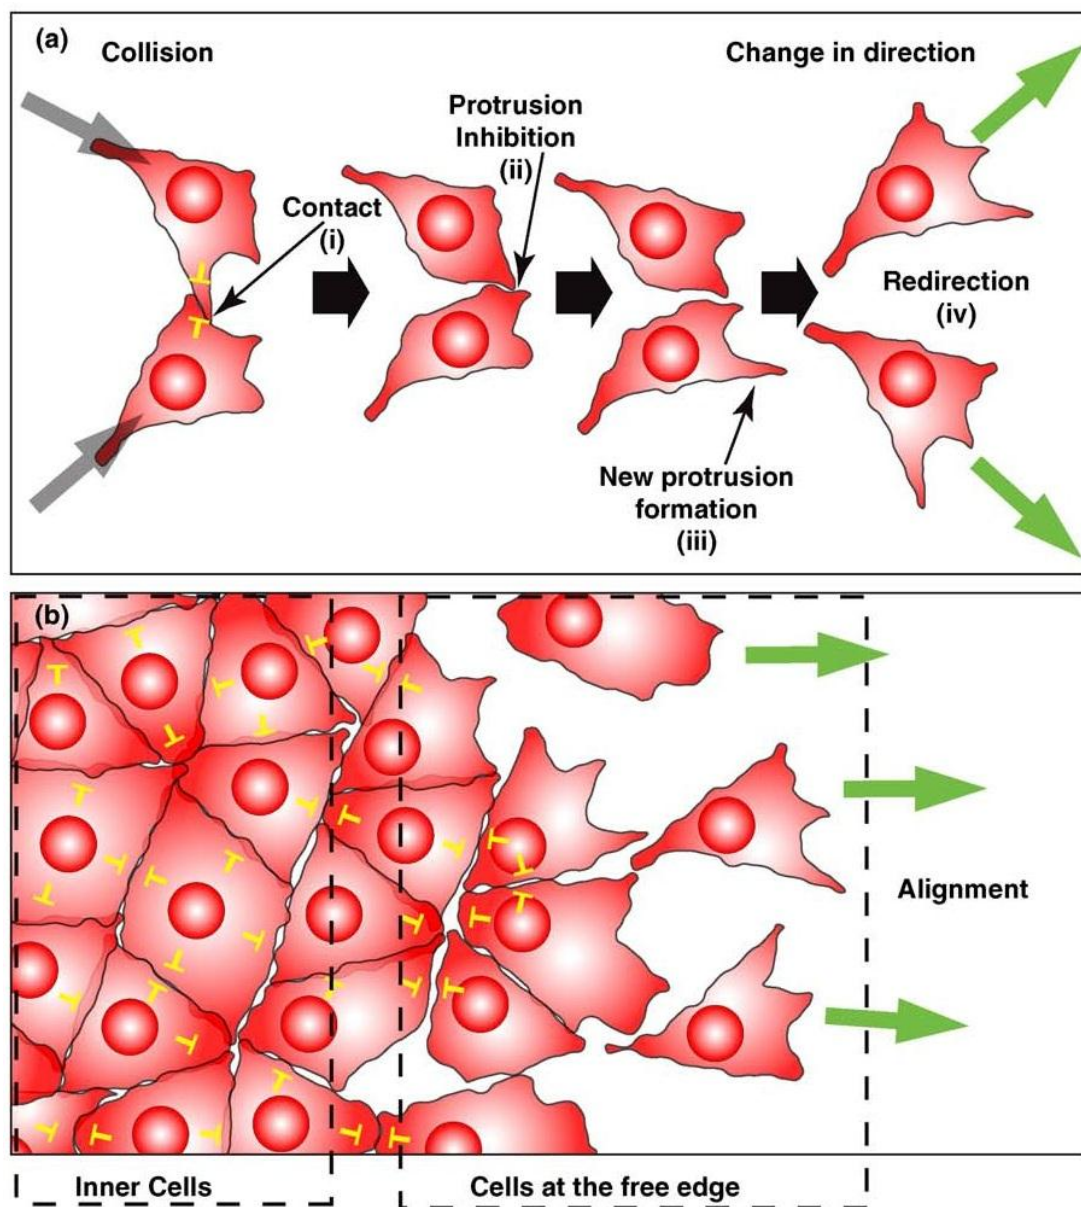 (a)
Collision
Change in direction
Protrusion
Inhibition
(ii)
Contact
(i)
Redirection
(iv)
New protrusion
formation
(iii)
(b)
Alignment
Inner Cells
Cells at the free edge